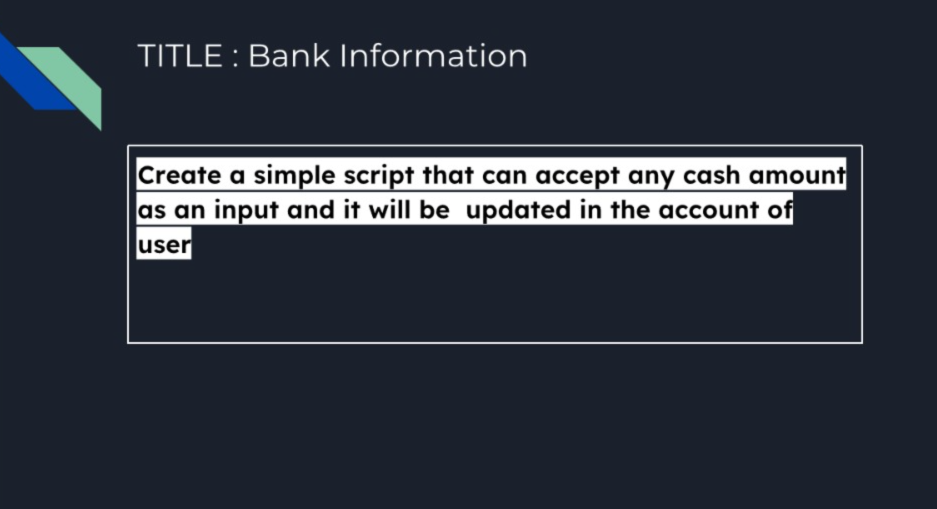 TITLE : Bank Information
Create a simple script that can accept any cash amount
as an input and it will be  updated in the account of
user